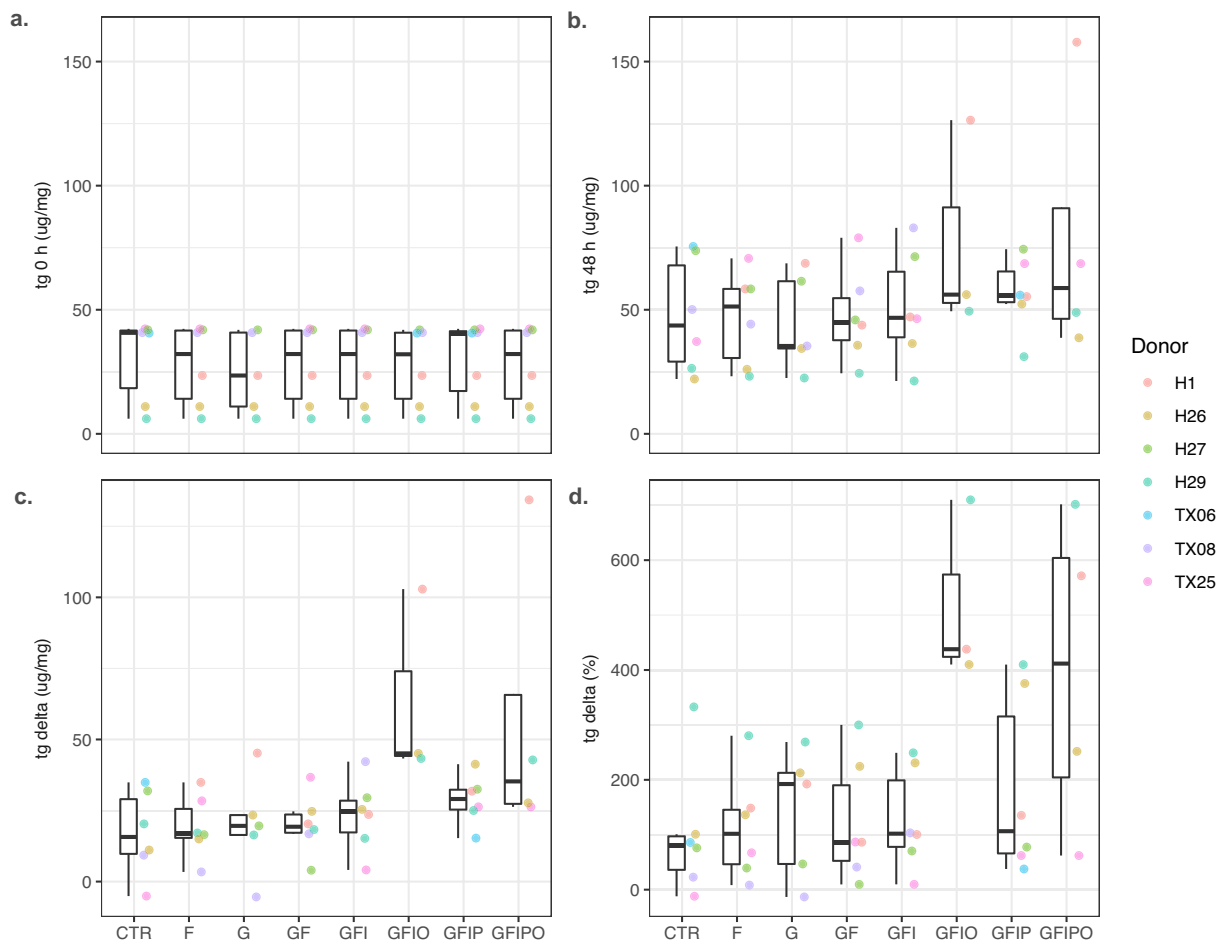 a.
b.
150
100
50
0
tg 0 h (ug/mg)
150
100
50
0
tg 48 h (ug/mg)
Donor
H1
H26
H27
H29
TX06
TX08
TX25
c.
d.
100
50
0
tg delta (ug/mg)
600
400
200
0
tg delta (%)
CTR F G GF GFI GFIO GFIP GFIPO
CTR F G GF GFI GFIO GFIP GFIPO